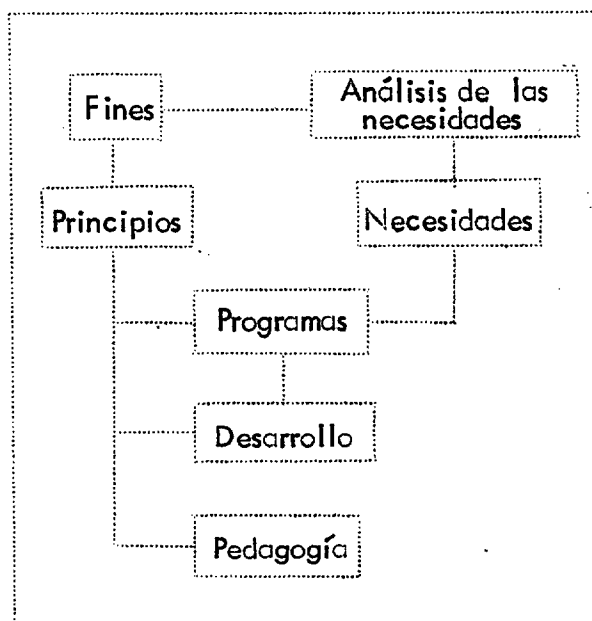 Fines
Análisis de las
necesidades
Principios
Necesidades
Programas
Desarrollo
Pedagogía